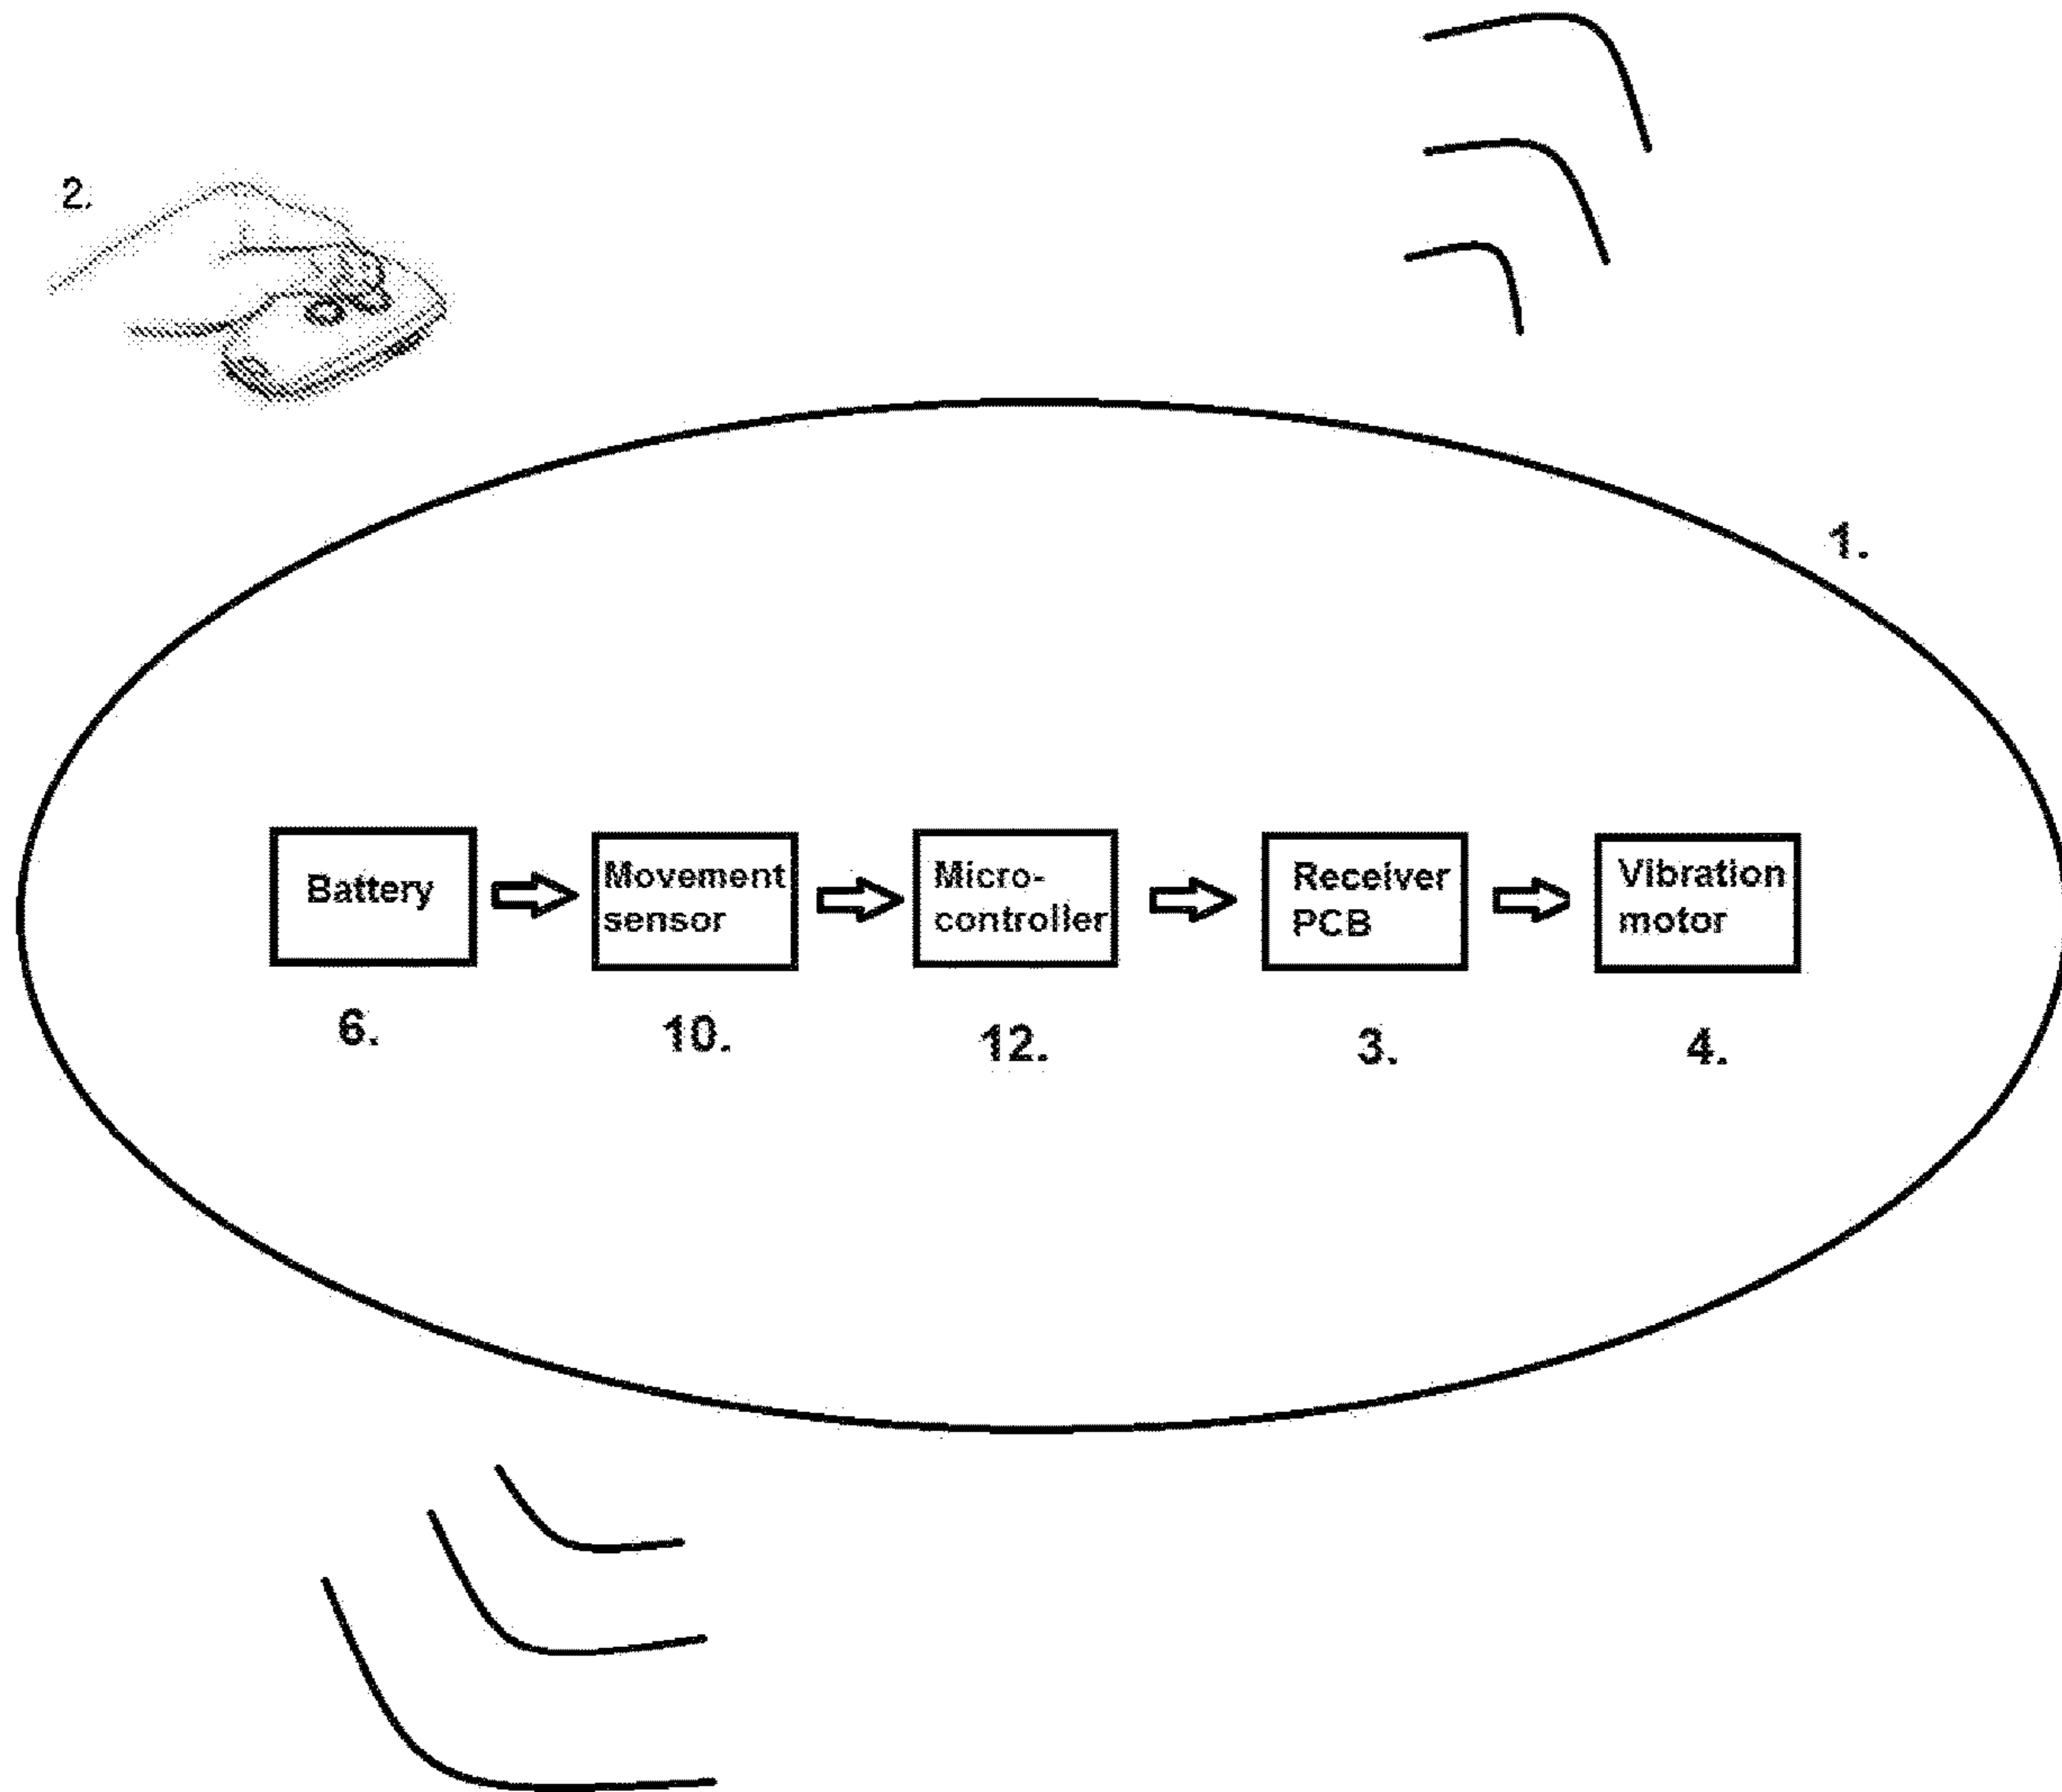 2.
1.
Battery
Movement
sensor
Micro-
controller
Receiver
PCB
Vibration
motor
6.
10.
12.
3.
4.